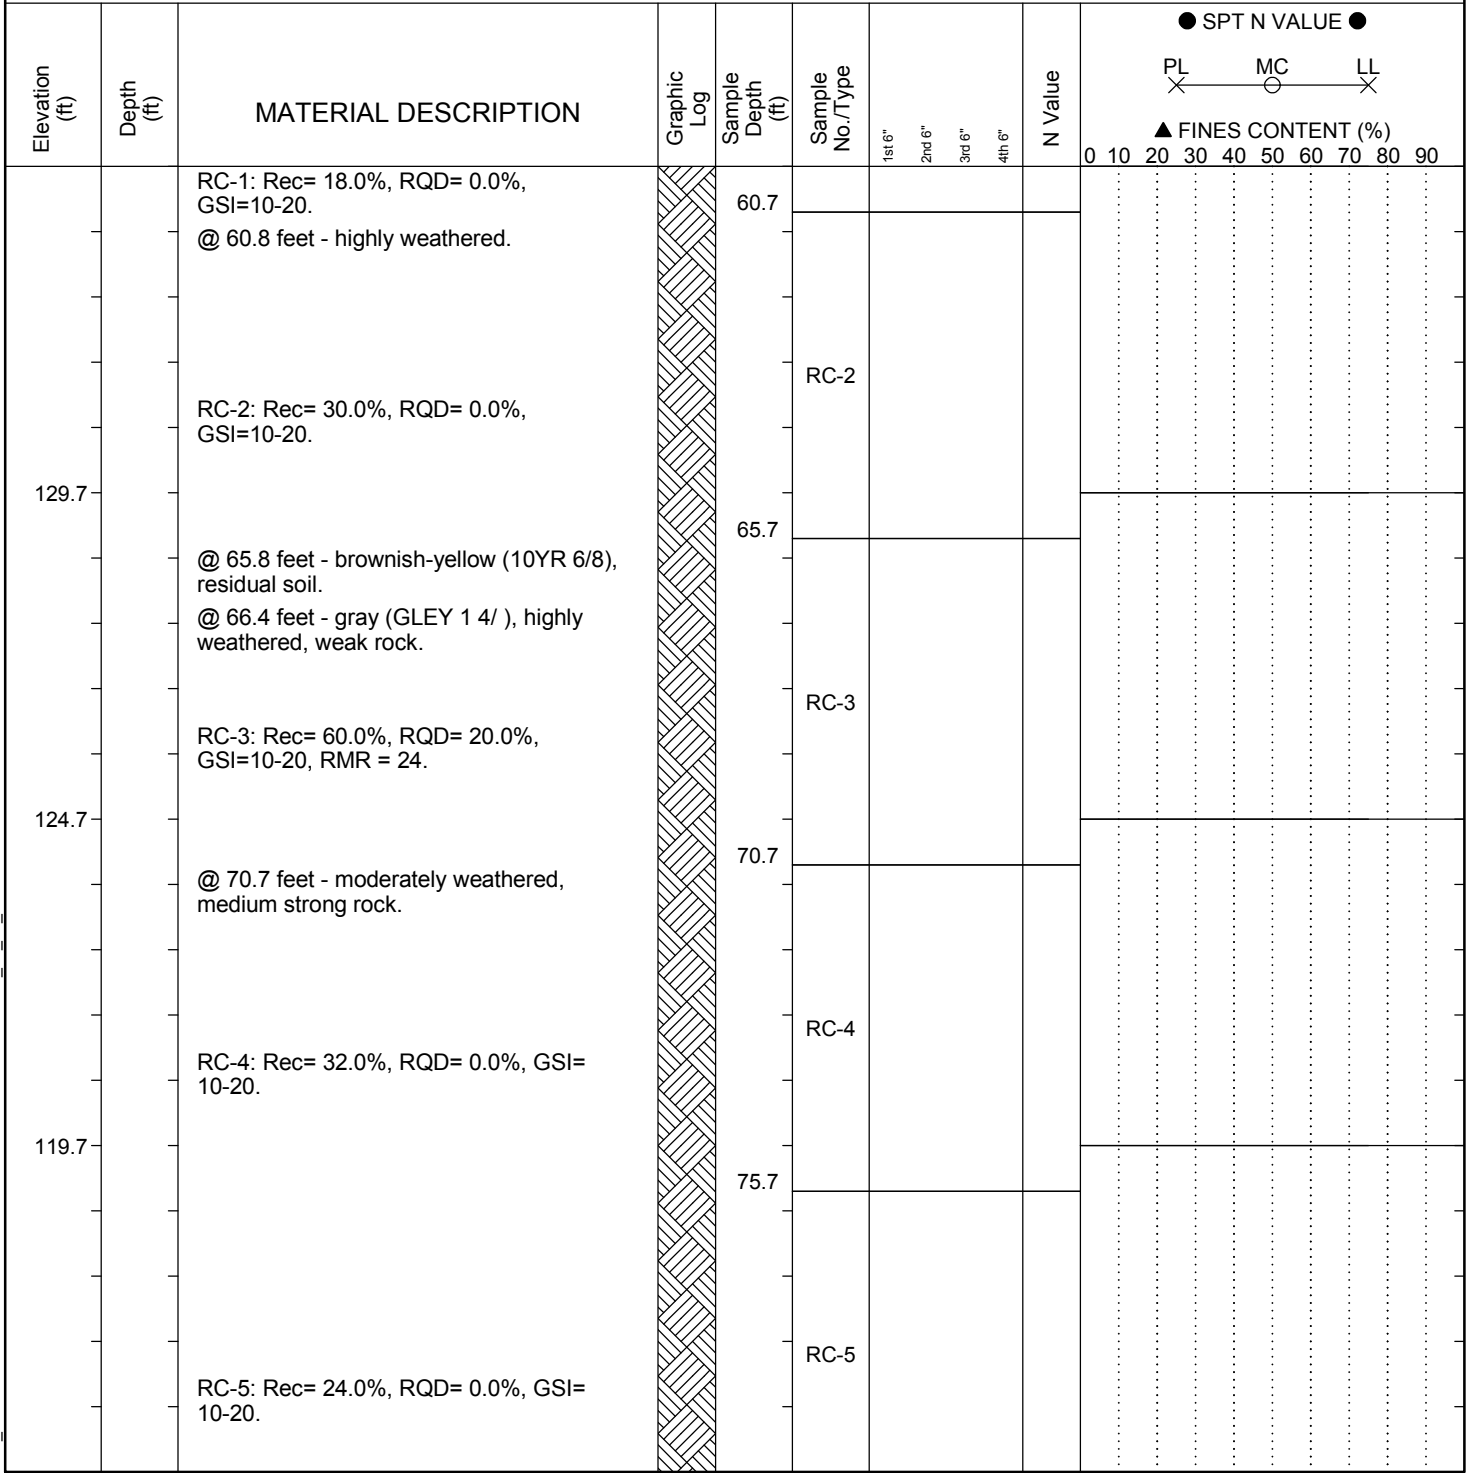 ● SPT N VALUE ●
PL MC LL
▲ FINES CONTENT (%)
0 10 20 30 40 50 60 70 80 90
Elevation
(ft)
Depth
(ft)
MATERIAL DESCRIPTION
Graphic
Log
Sample
Depth
(ft)
Sample
No./Type
1st 6"
2nd 6"
3rd 6"
4th 6"
N Value
RC-1: Rec= 18.0%, RQD= 0.0%,
GSI=10-20.
60.7
@ 60.8 feet - highly weathered.
RC-2
RC-2: Rec= 30.0%, RQD= 0.0%,
GSI=10-20.
129.7
65.7
@ 65.8 feet - brownish-yellow (10YR 6/8),
residual soil.
@ 66.4 feet - gray (GLEY 1 4/ ), highly
weathered, weak rock.
RC-3
RC-3: Rec= 60.0%, RQD= 20.0%,
GSI=10-20, RMR = 24.
124.7
70.7
@ 70.7 feet - moderately weathered,
medium strong rock.
RC-4
RC-4: Rec= 32.0%, RQD= 0.0%, GSI=
10-20.
119.7
75.7
RC-5
RC-5: Rec= 24.0%, RQD= 0.0%, GSI=
10-20.